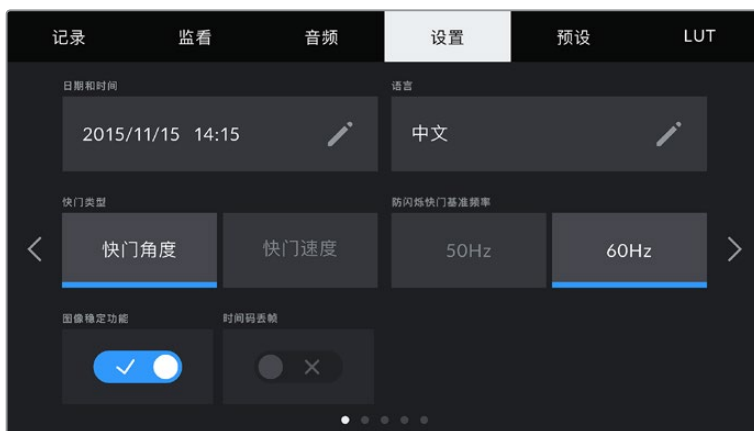 记录 监看 音频 设置 预设 LUT
日期和时间 语言
2015/11/15 14:15 中文
快门类型 防闪烁快门基准频率
快门角度 快门速度 50Hz 60Hz
图像稳定功能 时间码丢帧